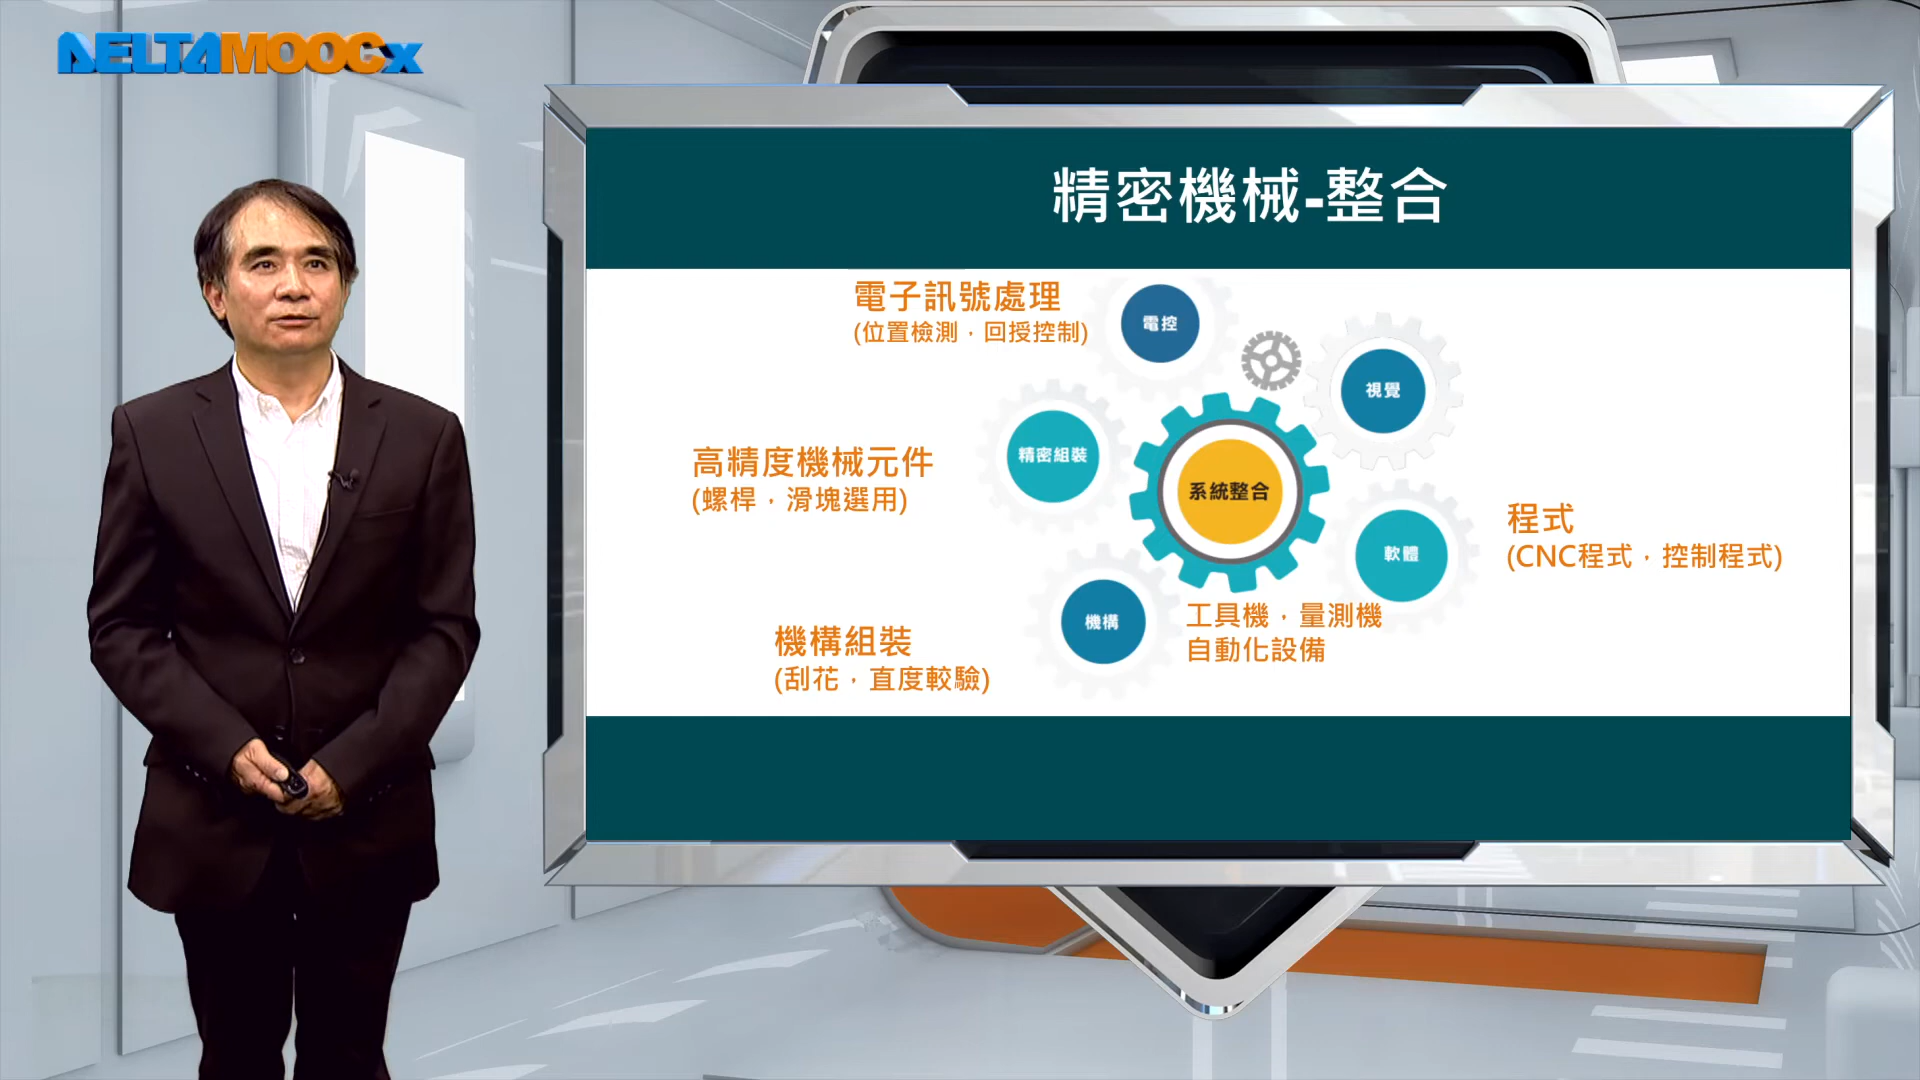 DELTAMOOCx
精密機械-整合
電子訊號處理
(位置檢測，回授控制)
電控
視覺
高精度機械元件
(螺桿，滑塊選用)
精密組裝
系統整合
程式
(CNC程式，控制程式)
軟體
機構組裝
(刮花，直度較驗)
機構
工具機，量測機
自動化設備